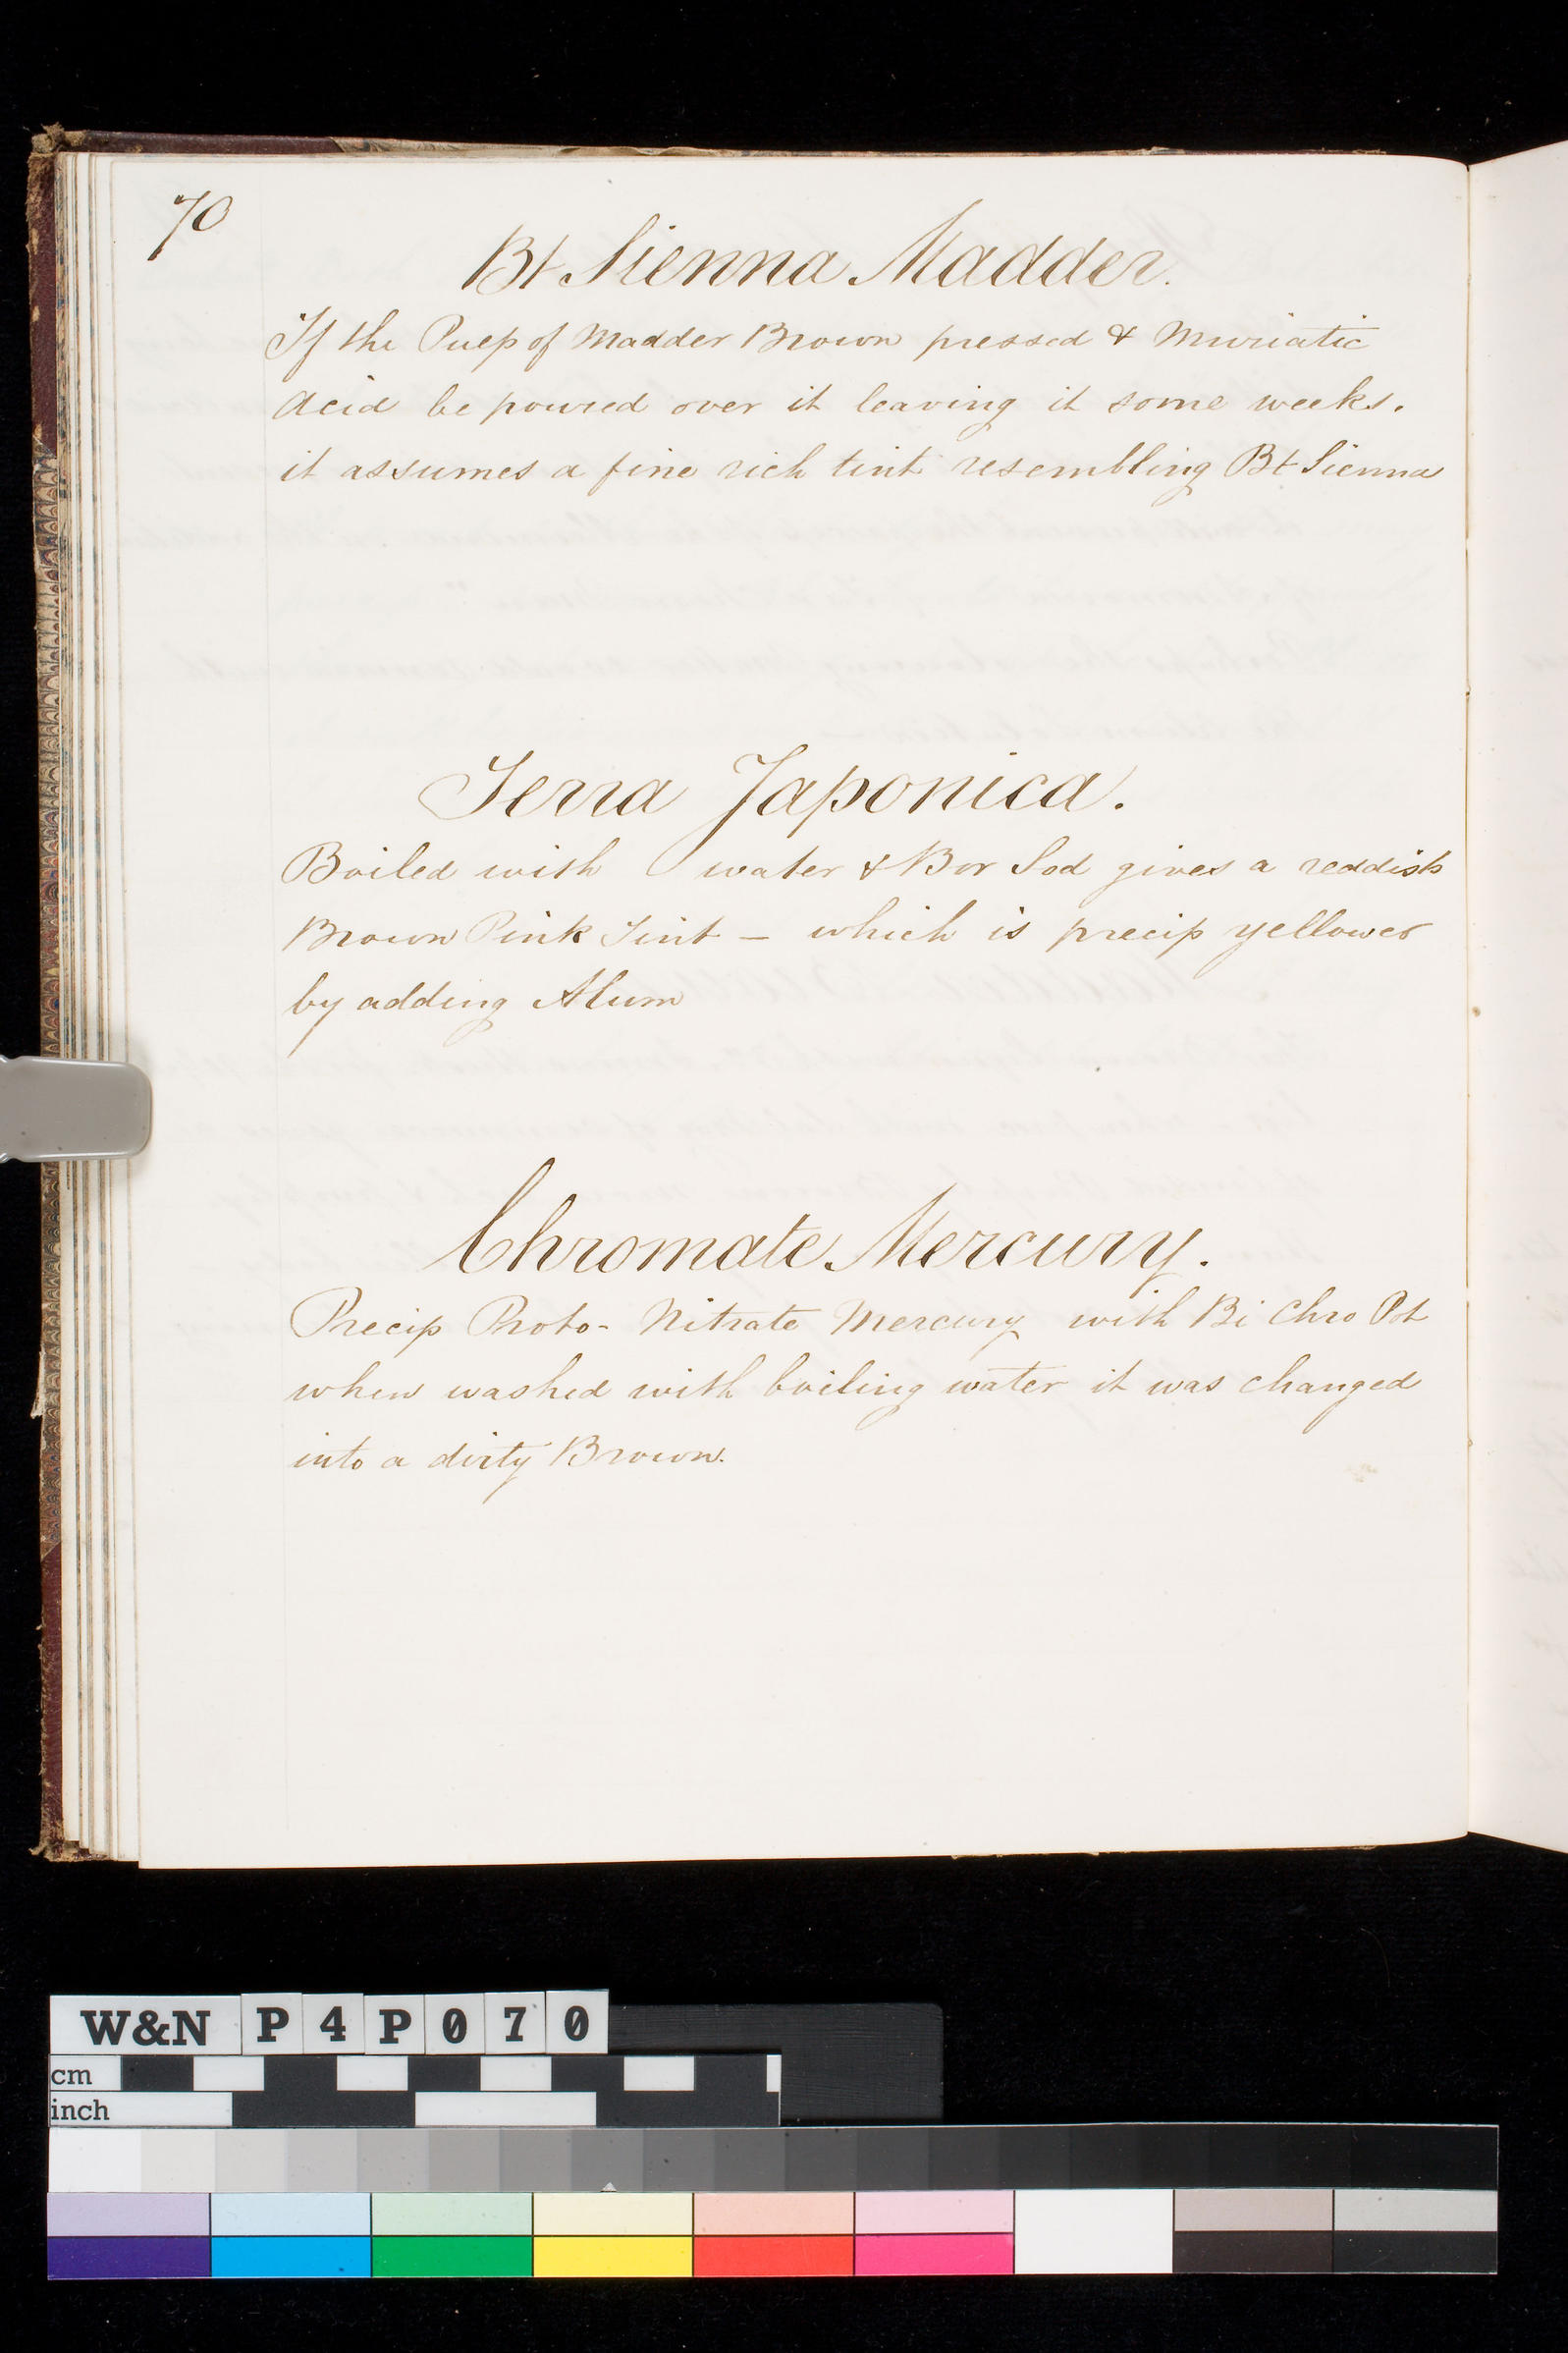 70
Bt Sienna Madder.
If the Pulp of Madder Brown pressed & Muriatic
Acid be poured over it leaving it some weeks.
it assumes a fine rich tint resembling Bt Sienna
Terra Japonica.
Boiled with water & Bor Sod gives a reddish
Brown Pink Tint — which is precip yellower
by adding Alum
Chromate Mercury.
Precip Proto- Nitrate Mercury with Bi Chro Pot
when washed with boiling water it was changed
into a dirty Brown.
W&N P4P070
cm
inch